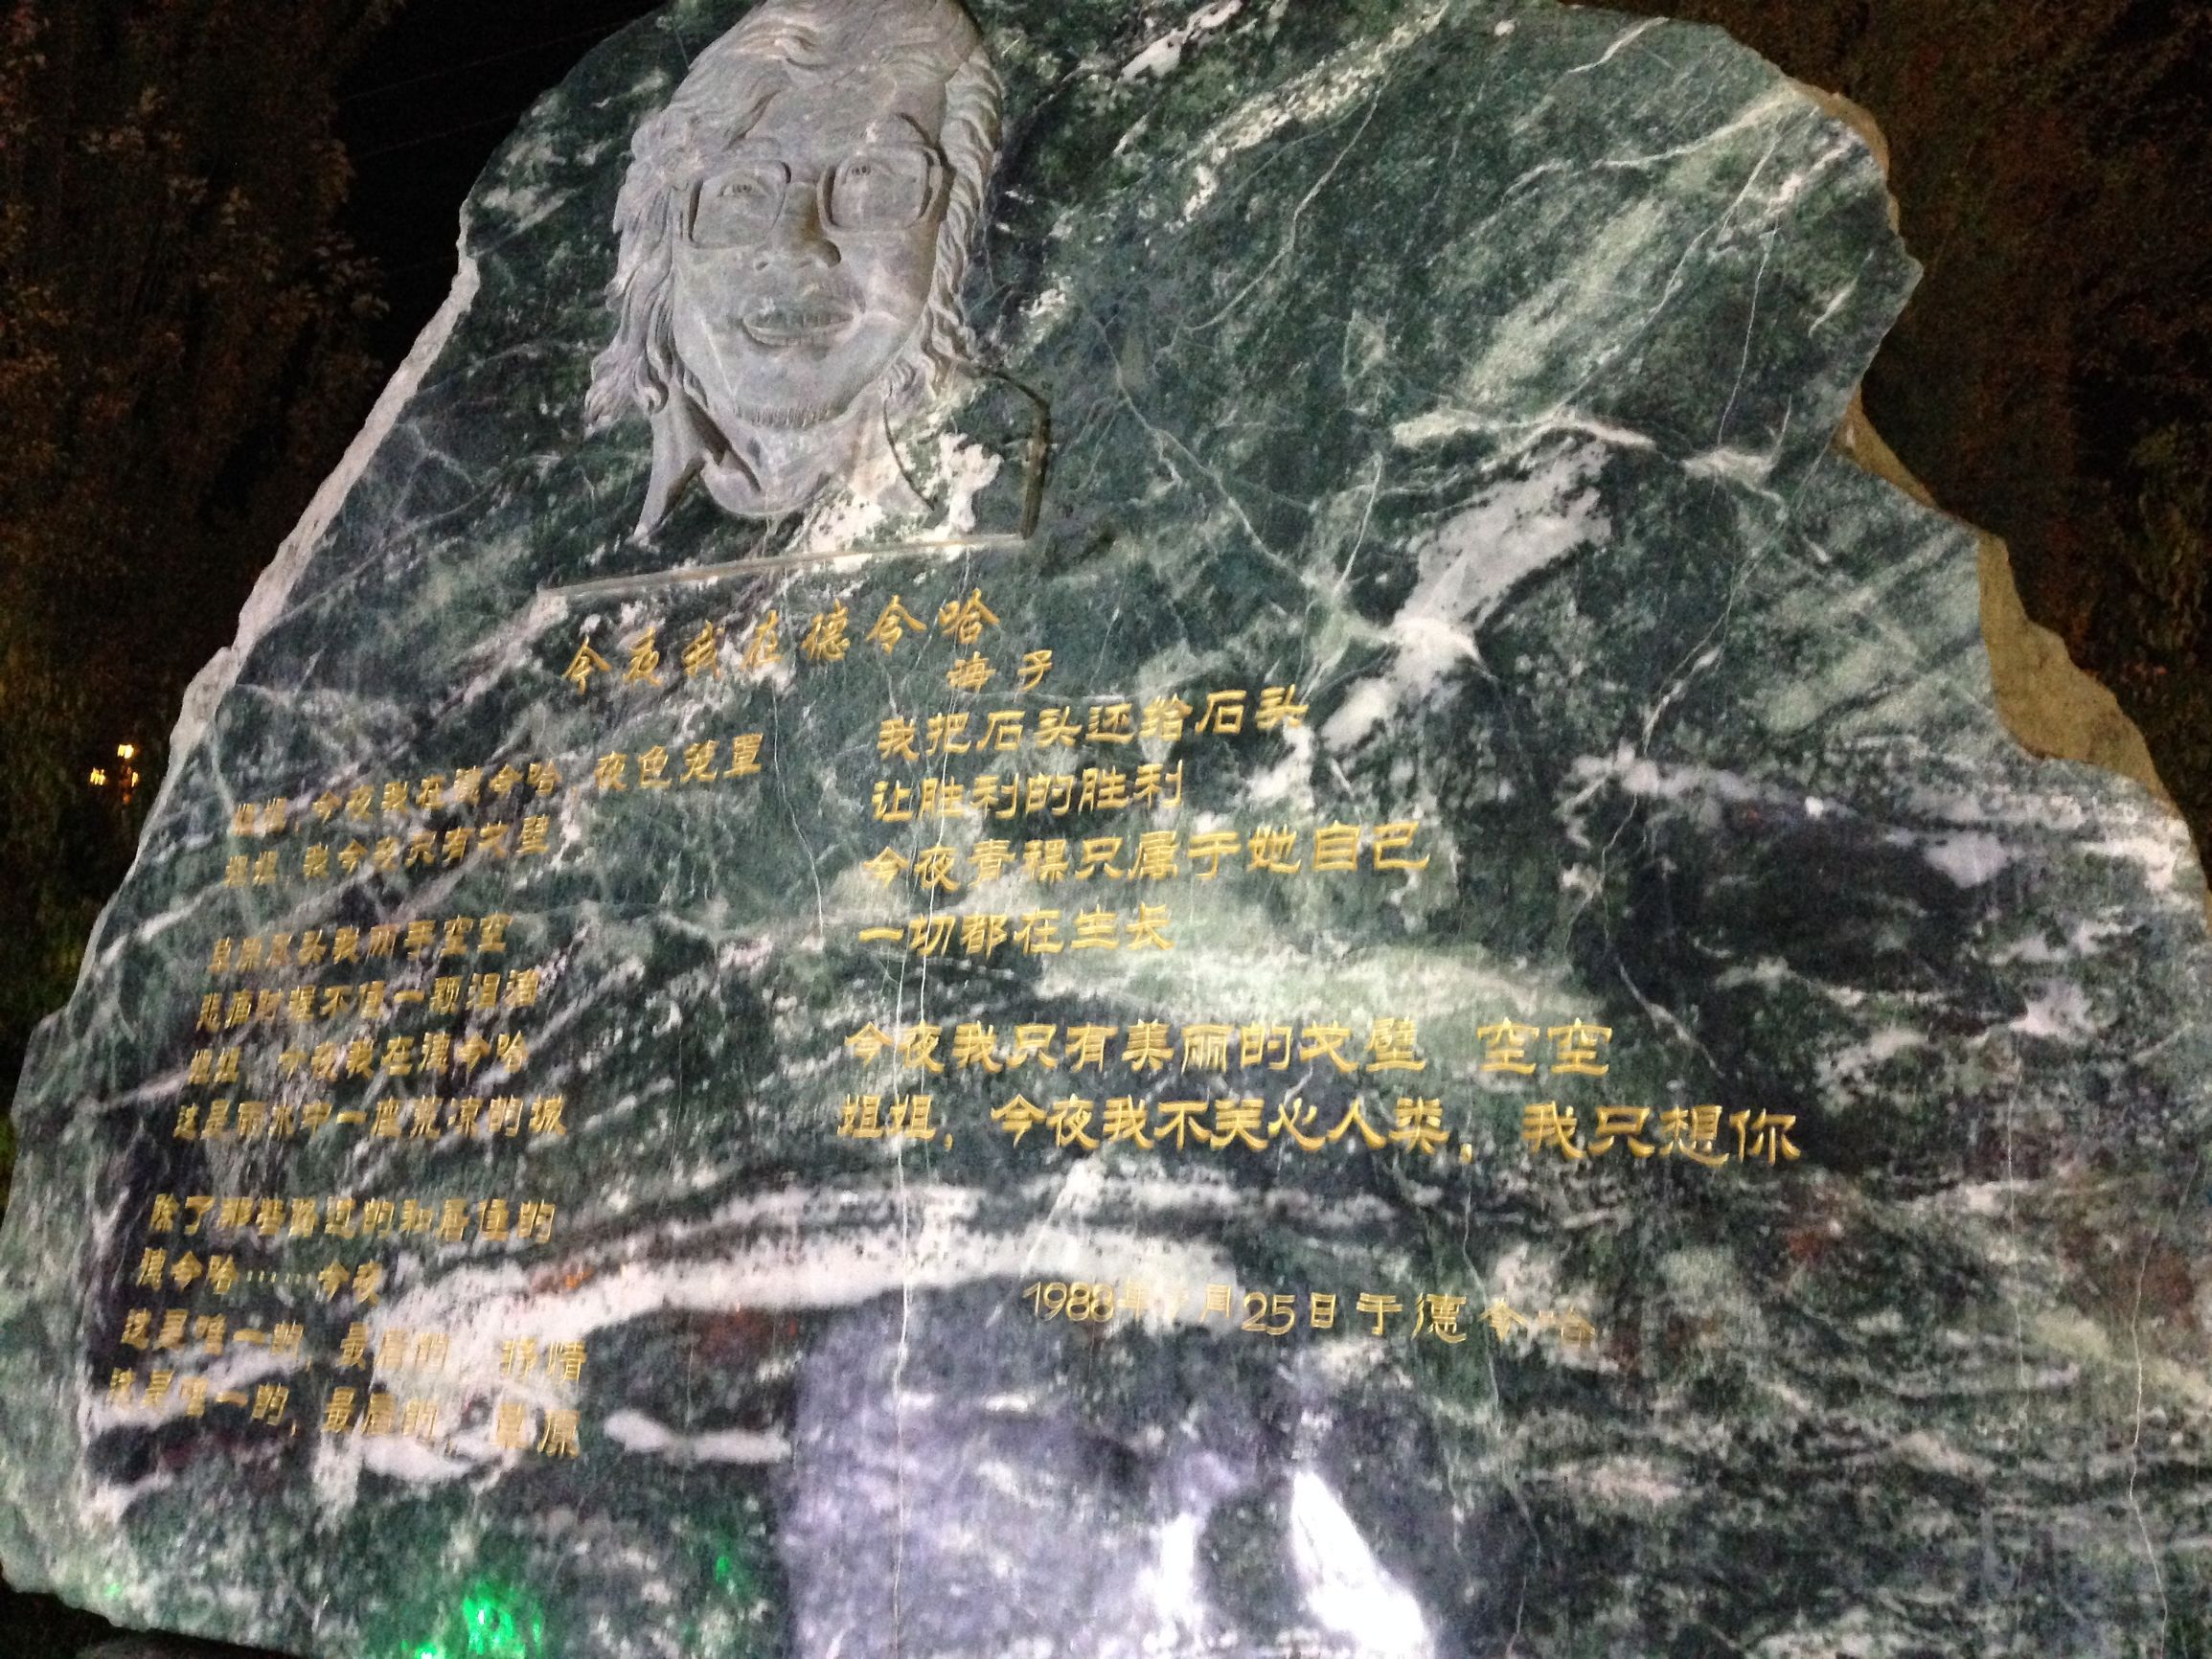 今夜我在德令哈
海子
姐姐，今夜我在德令哈，夜色笼罩
姐姐，我今夜只有戈壁
草原尽头我两手空空
悲痛时握不住一颗泪滴
姐姐，今夜我在德令哈
这是雨水中一座荒凉的城
除了那些路过的和居住的
德令哈……今夜
这是唯一的，最后的，抒情
这是唯一的，最后的，草原
我把石头还给石头
让胜利的胜利
今夜青稞只属于她自己
一切都在生长
今夜我只有美丽的戈壁 空空
姐姐，今夜我不关心人类，我只想你
1988年7月25日于德令哈